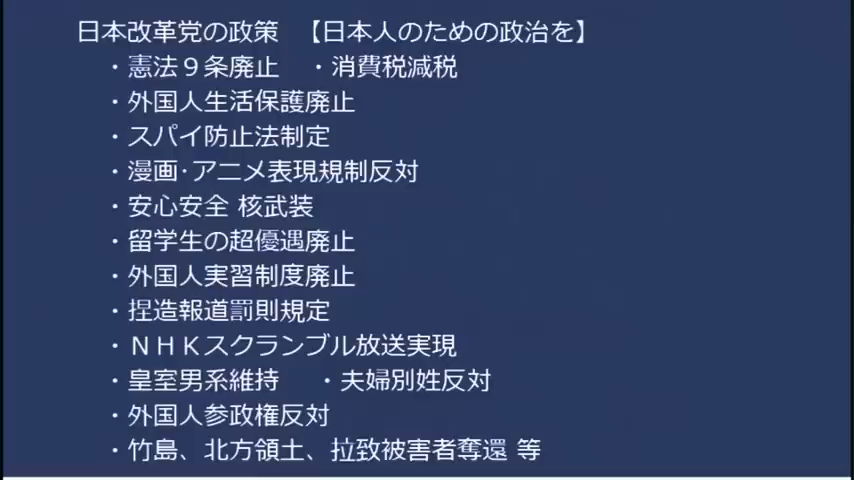 日本改革党の政策　【日本人のための政治を】
・憲法９条廃止　・消費税減税
・外国人生活保護廃止
・スパイ防止法制定
・漫画･アニメ表現規制反対
・安心安全 核武装
・留学生の超優遇廃止
・外国人実習制度廃止
・捏造報道罰則規定
・ＮＨＫスクランブル放送実現
・皇室男系維持　・夫婦別姓反対
・外国人参政権反対
・竹島、北方領土、拉致被害者奪還 等